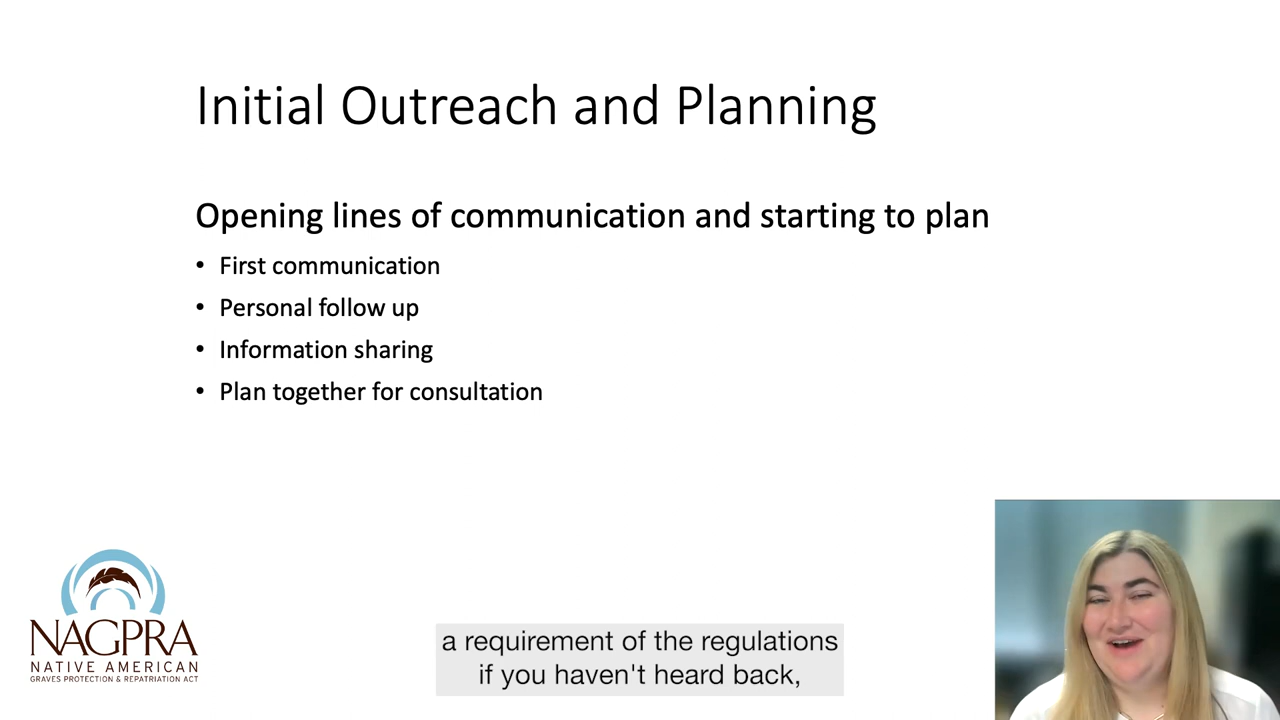 Initial Outreach and Planning
Opening lines of communication and starting to plan
• First communication
• Personal follow up
• Information sharing
• Plan together for consultation
NAGPRA
NATIVE AMERICAN
GRAVES PROTECTION & REPATRIATION ACT
a requirement of the regulations
if you haven't heard back,